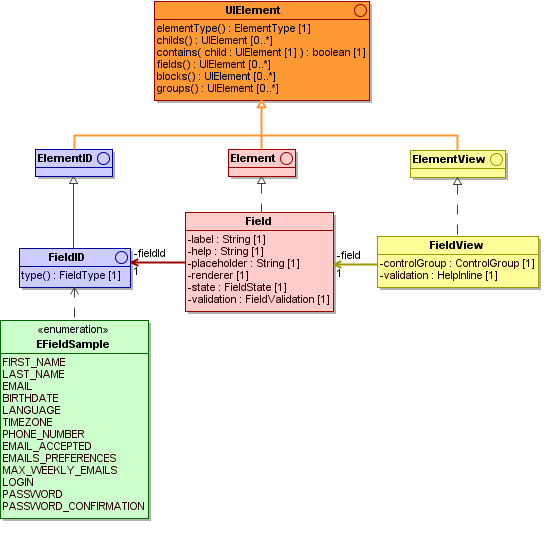 UIElement
elementType() : ElementType [1]
childs() : UIElement [0..*]
contains( child : UIElement [1] ) : boolean [1]
fields() : UIElement [0..*]
blocks() : UIElement [0..*]
groups() : UIElement [0..*]
ElementID
Element
ElementView
Field
-label : String [1]
-help : String [1]
-placeholder : String [1]
-renderer [1]
-state : FieldState [1]
-validation : FieldValidation [1]
FieldID
type() : FieldType [1]
-fieldId
1
-field
1
FieldView
-controlGroup : ControlGroup [1]
-validation : HelpInline [1]
«enumeration»
EFieldSample
FIRST_NAME
LAST_NAME
EMAIL
BIRTHDATE
LANGUAGE
TIMEZONE
PHONE_NUMBER
EMAIL_ACCEPTED
EMAILS_PREFERENCES
MAX_WEEKLY_EMAILS
LOGIN
PASSWORD
PASSWORD_CONFIRMATION